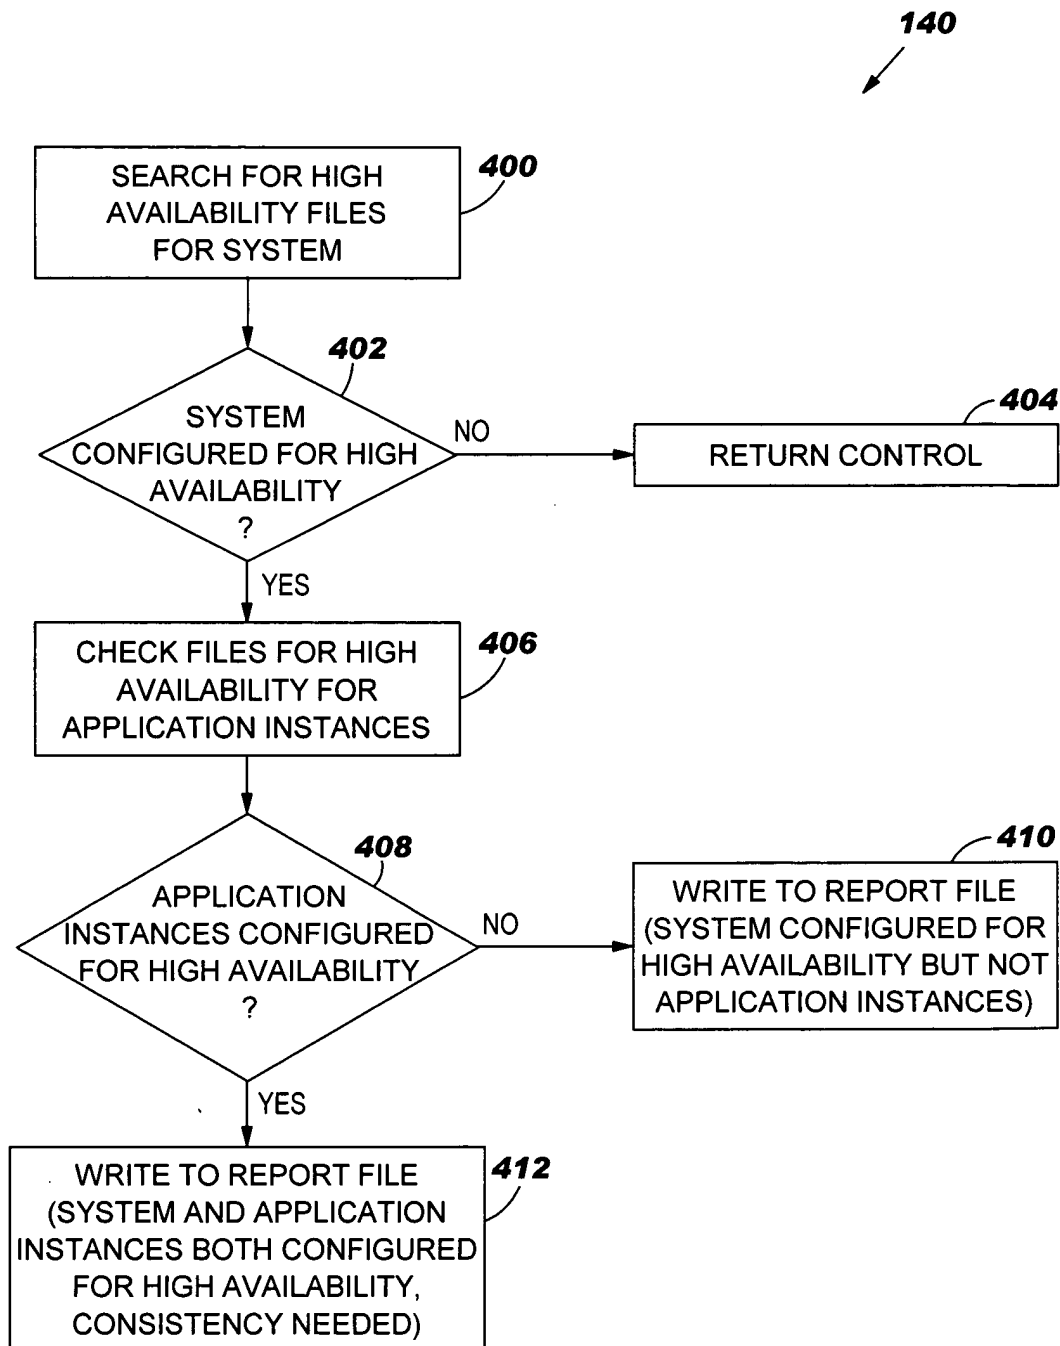 140
SEARCH FOR HIGH
AVAILABILITY FILES
FOR SYSTEM
400
402
SYSTEM
CONFIGURED FOR HIGH
AVAILABILITY
?
NO
404
RETURN CONTROL
YES
CHECK FILES FOR HIGH
AVAILABILITY FOR
APPLICATION INSTANCES
406
408
APPLICATION
INSTANCES CONFIGURED
FOR HIGH AVAILABILITY
?
NO
410
WRITE TO REPORT FILE
(SYSTEM CONFIGURED FOR
HIGH AVAILABILITY BUT NOT
APPLICATION INSTANCES)
YES
WRITE TO REPORT FILE
(SYSTEM AND APPLICATION
INSTANCES BOTH CONFIGURED
FOR HIGH AVAILABILITY,
CONSISTENCY NEEDED)
412